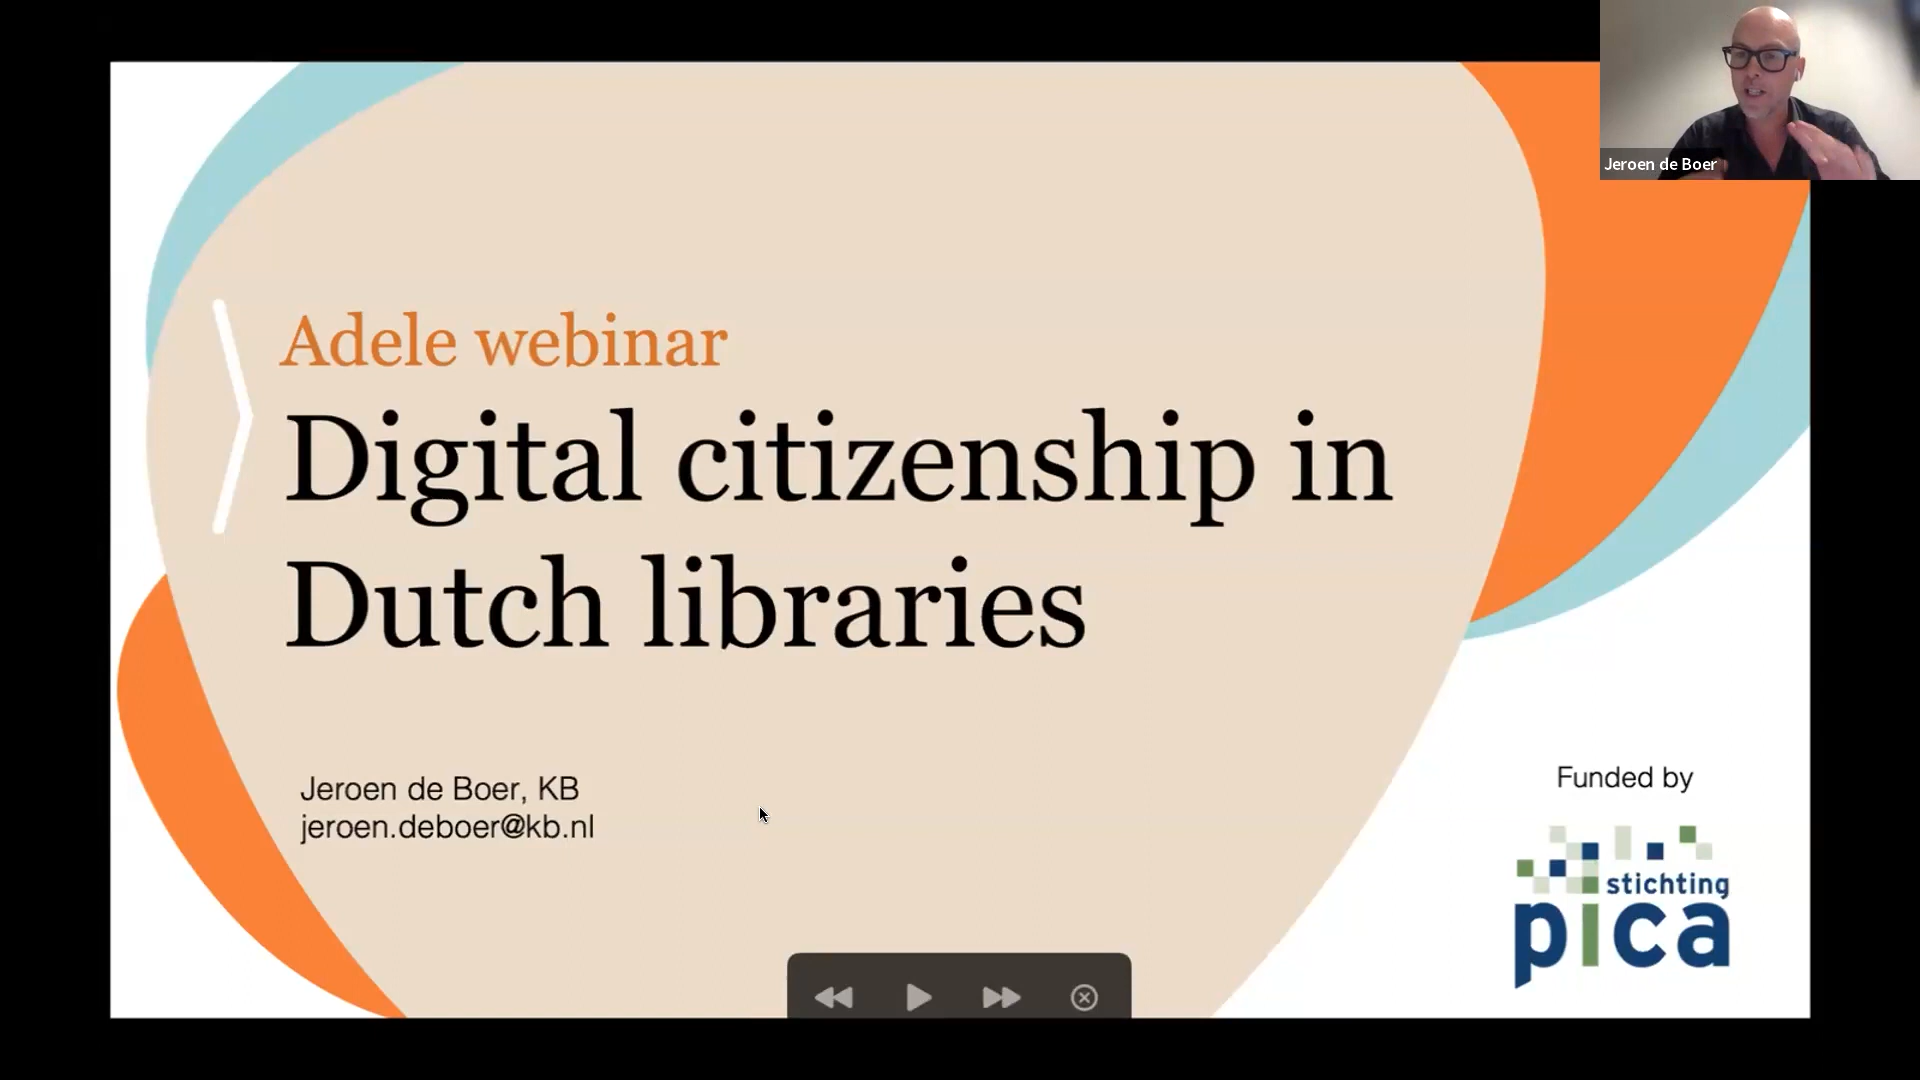 Jeroen de Boer
Adele webinar
Digital citizenship in
Dutch libraries
Jeroen de Boer, KB
jeroen.deboer@kb.nl
Funded by
stichting
pica